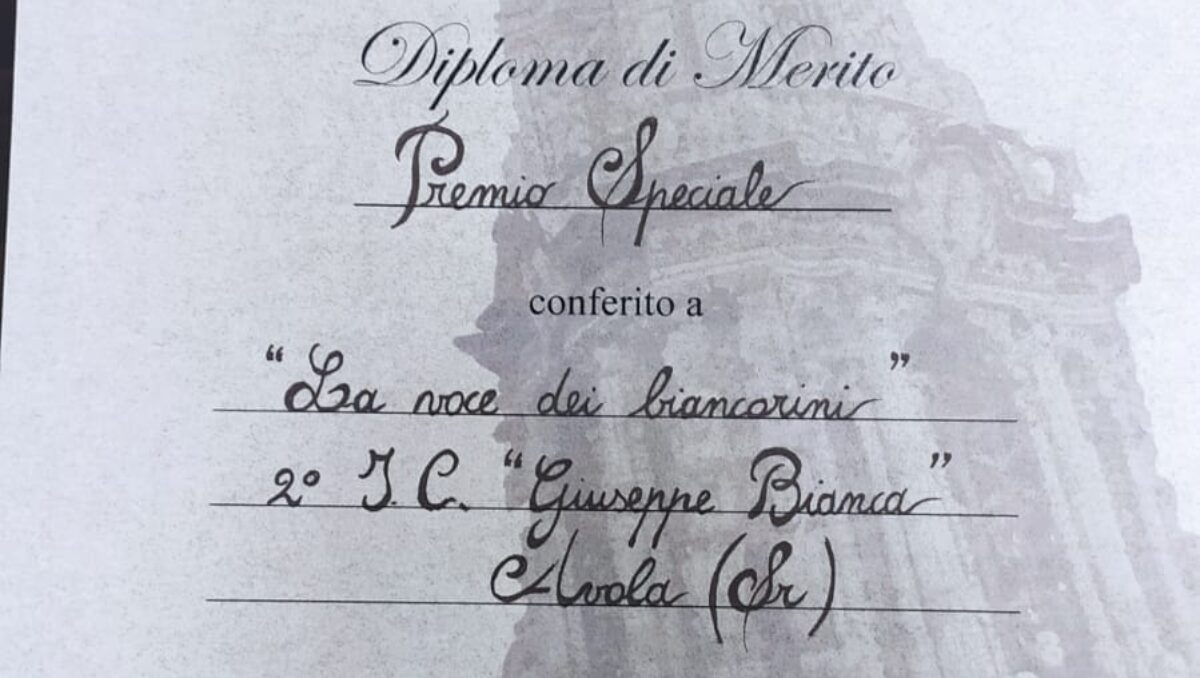 Diploma di Merito
Premio Speciale
conferito a
“La voce dei biancorini”
2° I.C. “Giuseppe Bianca”
Avola (Sr)